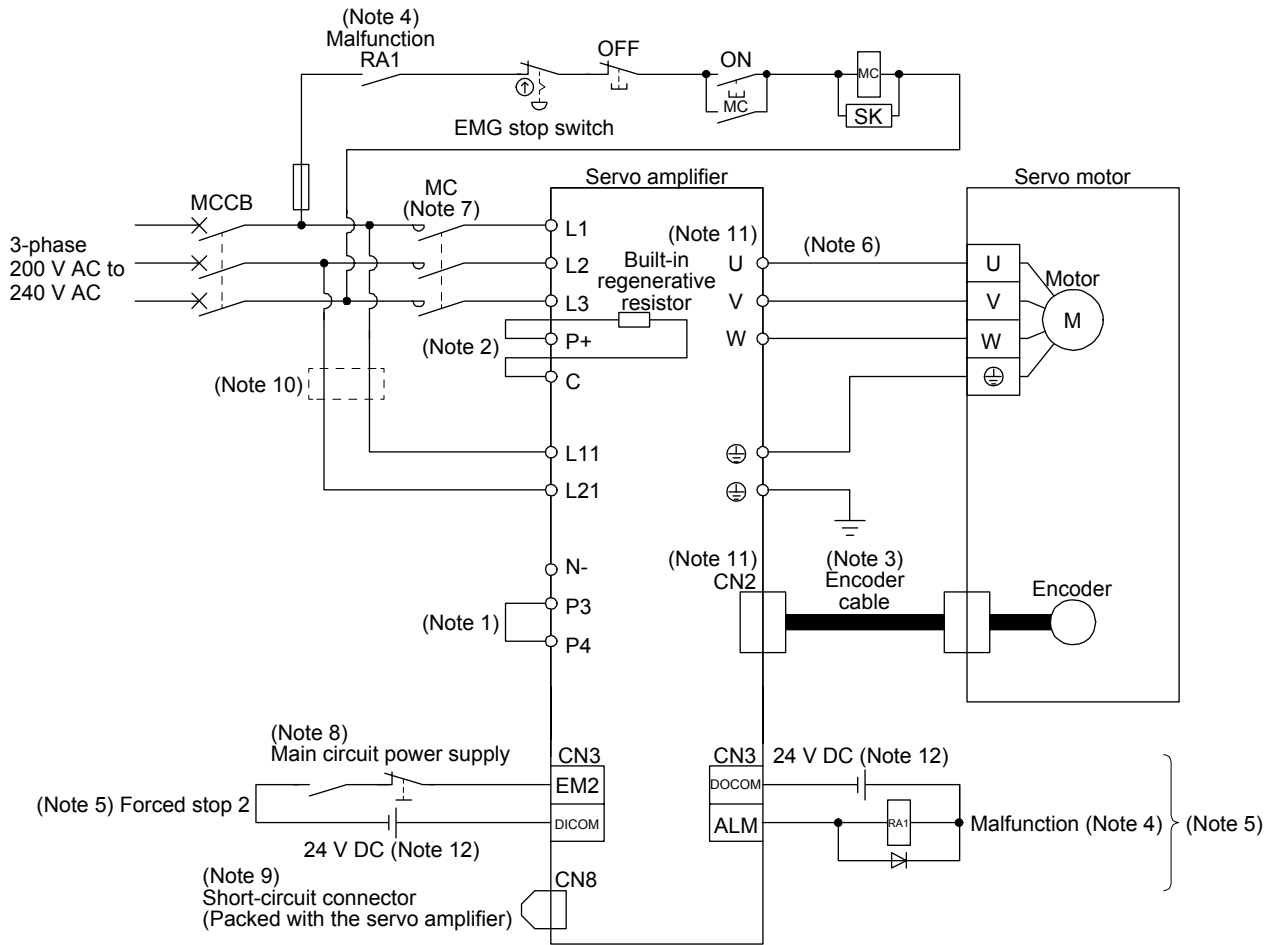 (Note 4)
Malfunction
RA1
OFF
ON
MC
MC
SK
EMG stop switch
MCCB
MC
(Note 7)
Servo amplifier
Servo motor
3-phase
200 V AC to
240 V AC
L1
L2
L3
P+
C
L11
L21
N-
P3
P4
(Note 2)
(Note 10)
(Note 1)
Built-in
regenerative
resistor
(Note 11)
U
V
W
(Note 6)
U
V
W
Motor
M
(Note 11)
CN2
(Note 3)
Encoder
cable
Encoder
(Note 8)
Main circuit power supply
(Note 5) Forced stop 2
24 V DC (Note 12)
CN3
EM2
DICOM
CN3
DOCOM
ALM
24 V DC (Note 12)
RA1
Malfunction (Note 4)
(Note 5)
(Note 9)
Short-circuit connector
(Packed with the servo amplifier)
CN8